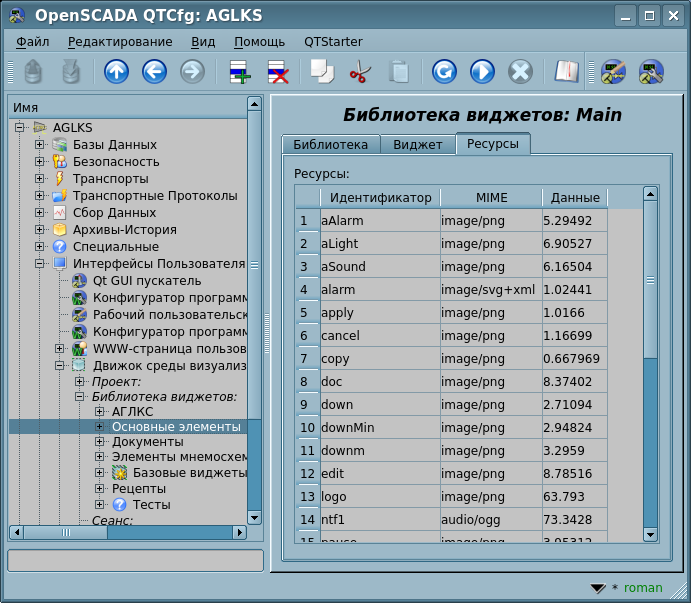 OpenSCADA QTCfg: AGLKS
Файл Редактирование Вид Помощь QTStarter
Имя
AGLKS
Базы Данных
Безопасность
Транспорты
Транспортные Протоколы
Сбор Данных
Архивы-История
Специальные
Интерфейсы Пользователя
Qt GUI пускатель
Конфигуратор программ
Рабочий пользовательск
Конфигуратор програм
WWW-страница пользов
Движок среды визуализ
Проект:
Библиотека виджетов:
АГЛКС
Основные элементы
Документы
Элементы мнемосхем
Базовые виджеты
Рецепты
Тесты
Сеанс:
Библиотека виджетов: Main
Библиотека Виджет Ресурсы
Ресурсы:
Идентификатор MIME Данные
1 aAlarm image/png 5.29492
2 aLight image/png 6.90527
3 aSound image/png 6.16504
4 alarm image/svg+xml 1.02441
5 apply image/png 1.0166
6 cancel image/png 1.16699
7 copy image/png 0.667969
8 doc image/png 8.37402
9 down image/png 2.71094
10 downMin image/png 2.94824
11 downm image/png 3.2959
12 edit image/png 8.78516
13 logo image/png 63.793
14 ntf1 audio/ogg 73.3428
15 pause image/png 3.95312
* roman